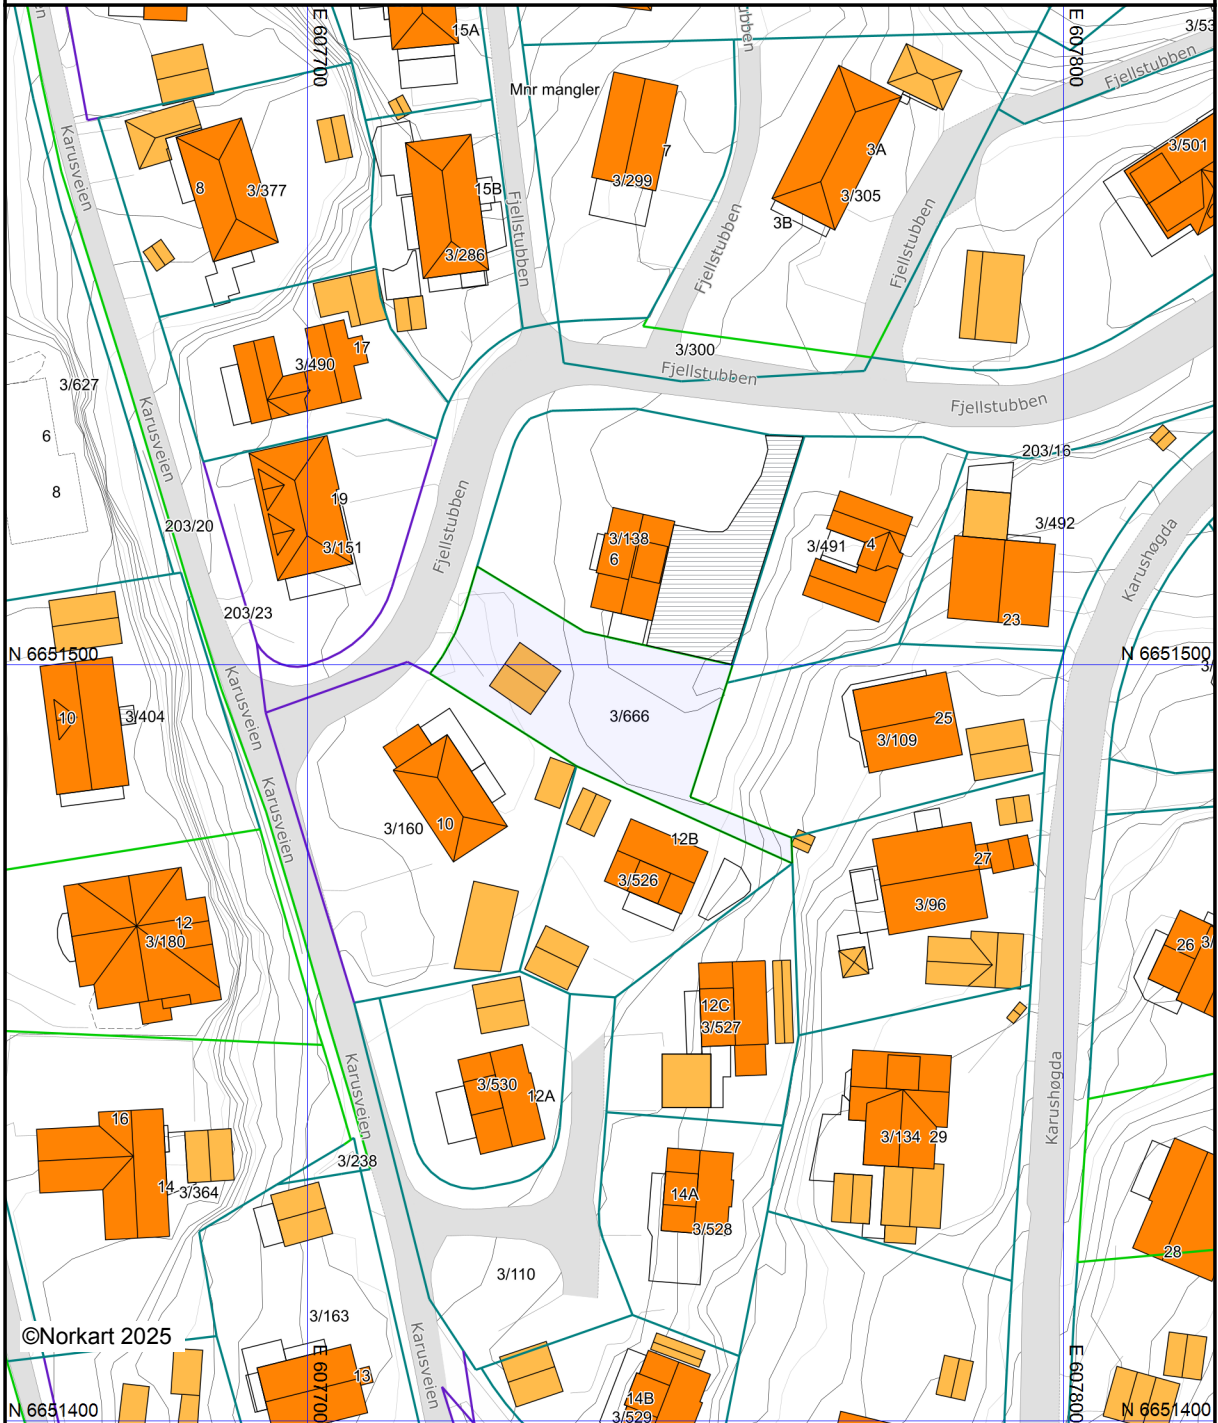 15A
E 607700
E 607800
3/53
Fjellstubben
Mnr mangler
Karusveien
8
3/377
15B
3/286
Fjellstubben
7
3/299
Fjellstubben
3A
3/305
3B
Fjellstubben
3/501
3/627
6
8
Karusveien
3/490
17
3/300
Fjellstubben
Fjellstubben
203/16
203/20
19
3/151
Fjellstubben
3/138
6
3/491
4
3/492
23
Karushøgda
203/23
N 6651500
N 6651500
3/
10
3/404
Karusveien
3/666
25
3/109
Karusveien
3/160
10
12B
3/526
27
3/96
12
3/180
26
3/
12C
3/527
Karusveien
3/530
12A
Karushøgda
3/134
29
16
14
3/364
3/238
14A
3/528
28
3/110
3/163
©Norkart 2025
Karusveien
E 607700
13
14B
3/529
E 607800
N 6651400
N 6651400